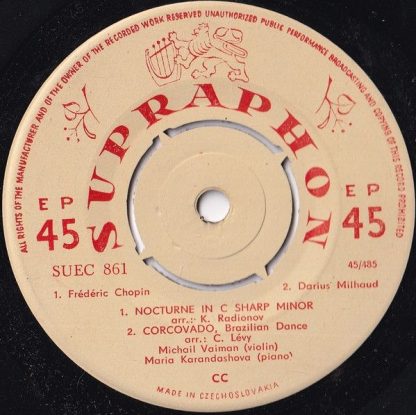 ALL RIGHTS OF THE MANUFACTURER AND OF THE OWNER OF THE RECORDED WORK RESERVED UNAUTHORIZED PUBLIC PERFORMANCE BROADCASTING AND COPYING OF THIS RECORD PROHIBITED
SUPRAPHON
EP
45
EP
45
SUEC 861
45/485
1. Frédéric Chopin
2. Darius Milhaud
1. NOCTURNE IN C SHARP MINOR
arr.: K. Radionov
2. CORCOVADO, Brazilian Dance
arr.: C. Lévy
Michail Vaiman (violin)
Maria Karandashova (piano)
CC
MADE IN CZECHOSLOVAKIA